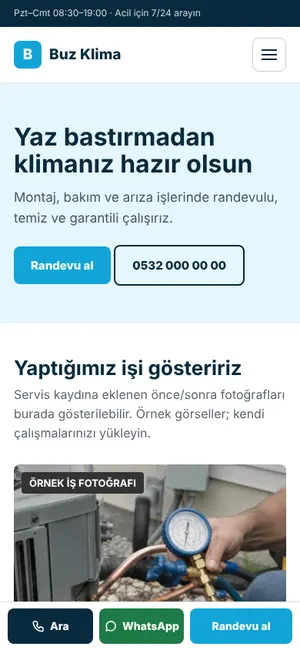 Pzt–Cmt 08:30–19:00 · Acil için 7/24 arayın
B Buz Klima
Yaz bastırmadan
klimanız hazır olsun
Montaj, bakım ve arıza işlerinde randevulu,
temiz ve garantili çalışırız.
Randevu al
0532 000 00 00
Yaptığımız işi gösteririz
Servis kaydına eklenen önce/sonra fotoğrafları
burada gösterilebilir. Örnek görseller; kendi
çalışmalarınızı yükleyin.
ÖRNEK İŞ FOTOĞRAFI
Ara
WhatsApp
Randevu al